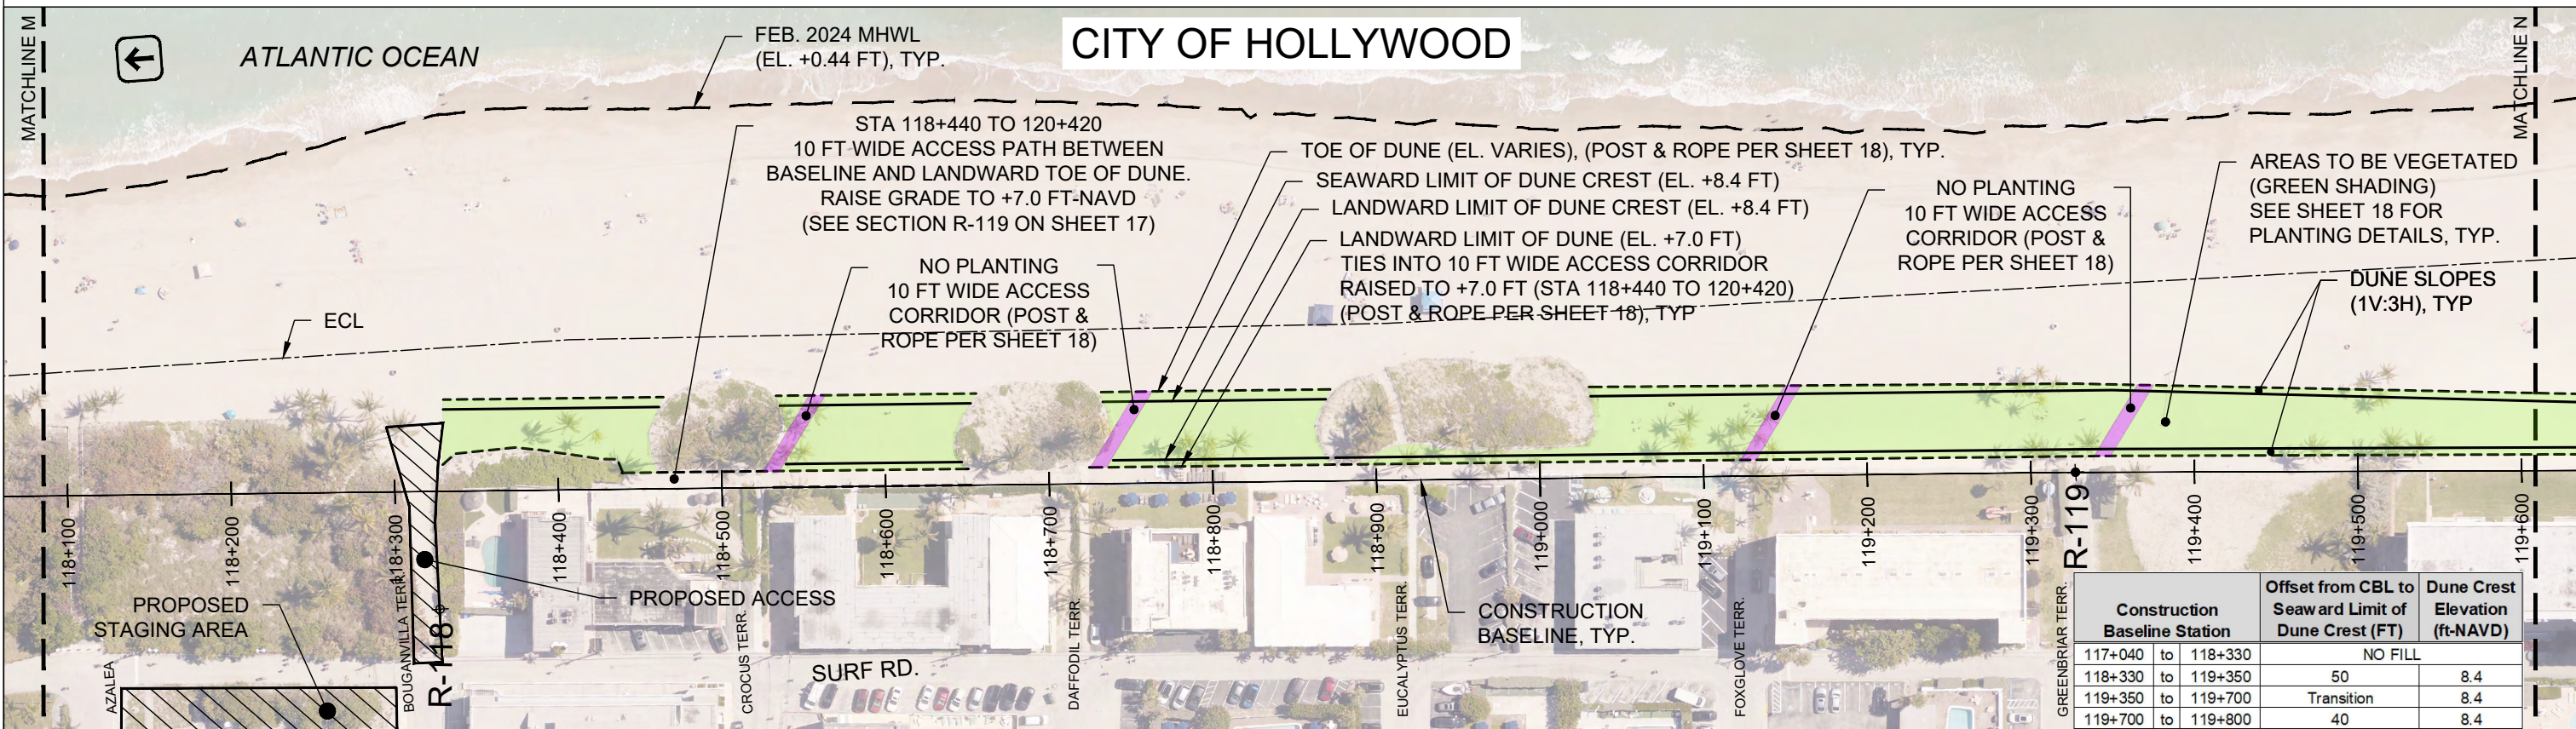 MATCHLINE M
ATLANTIC OCEAN
FEB. 2024 MHWL
(EL. +0.44 FT), TYP.
CITY OF HOLLYWOOD
MATCHLINE N
STA 118+440 TO 120+420
10 FT WIDE ACCESS PATH BETWEEN
BASELINE AND LANDWARD TOE OF DUNE.
RAISE GRADE TO +7.0 FT-NAVD
(SEE SECTION R-119 ON SHEET 17)
TOE OF DUNE (EL. VARIES), (POST & ROPE PER SHEET 18), TYP.
SEAWARD LIMIT OF DUNE CREST (EL. +8.4 FT)
LANDWARD LIMIT OF DUNE CREST (EL. +8.4 FT)
LANDWARD LIMIT OF DUNE (EL. +7.0 FT)
TIES INTO 10 FT WIDE ACCESS CORRIDOR
RAISED TO +7.0 FT (STA 118+440 TO 120+420)
(POST & ROPE PER SHEET 18), TYP
NO PLANTING
10 FT WIDE ACCESS
CORRIDOR (POST &
ROPE PER SHEET 18)
NO PLANTING
10 FT WIDE ACCESS
CORRIDOR (POST &
ROPE PER SHEET 18)
AREAS TO BE VEGETATED
(GREEN SHADING)
SEE SHEET 18 FOR
PLANTING DETAILS, TYP.
DUNE SLOPES
(1V:3H), TYP
ECL
118+100
118+200
118+300
118+400
118+500
118+600
118+700
118+800
118+900
119+000
119+100
119+200
119+300
119+400
119+500
119+600
R-118
R-119
PROPOSED
STAGING AREA
PROPOSED ACCESS
CONSTRUCTION
BASELINE, TYP.
AZALEA
BOUGANVILLA TERR.
CROCUS TERR.
SURF RD.
DAFFODIL TERR.
EUCALYPTUS TERR.
FOXGLOVE TERR.
GREENBRIAR TERR.
Construction
Baseline Station
Offset from CBL to
Seaward Limit of
Dune Crest (FT)
Dune Crest
Elevation
(ft-NAVD)
117+040 to 118+330 NO FILL
118+330 to 119+350 50 8.4
119+350 to 119+700 Transition 8.4
119+700 to 119+800 40 8.4